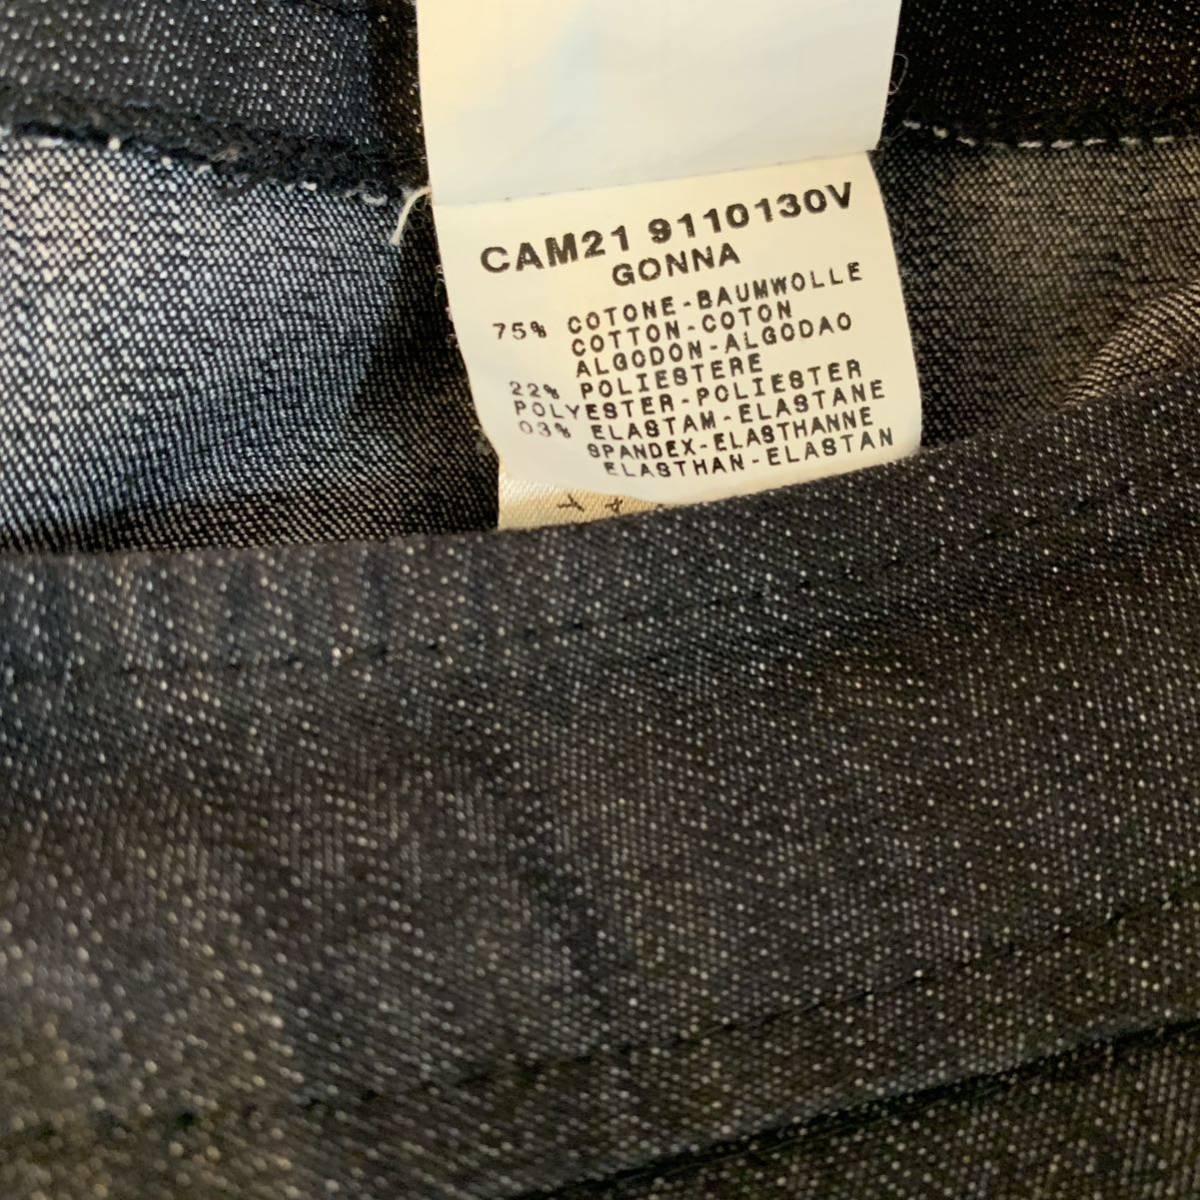 CAM21 9110130V
GONNA
75% COTONE-BAUMWOLLE
COTTON-COTON
ALGODON-ALGODAO
22% POLIESTERE
POLYESTER-POLIESTER
03% ELASTAM-ELASTANE
SPANDEX-ELASTHANNE
ELASTHAN-ELASTAN